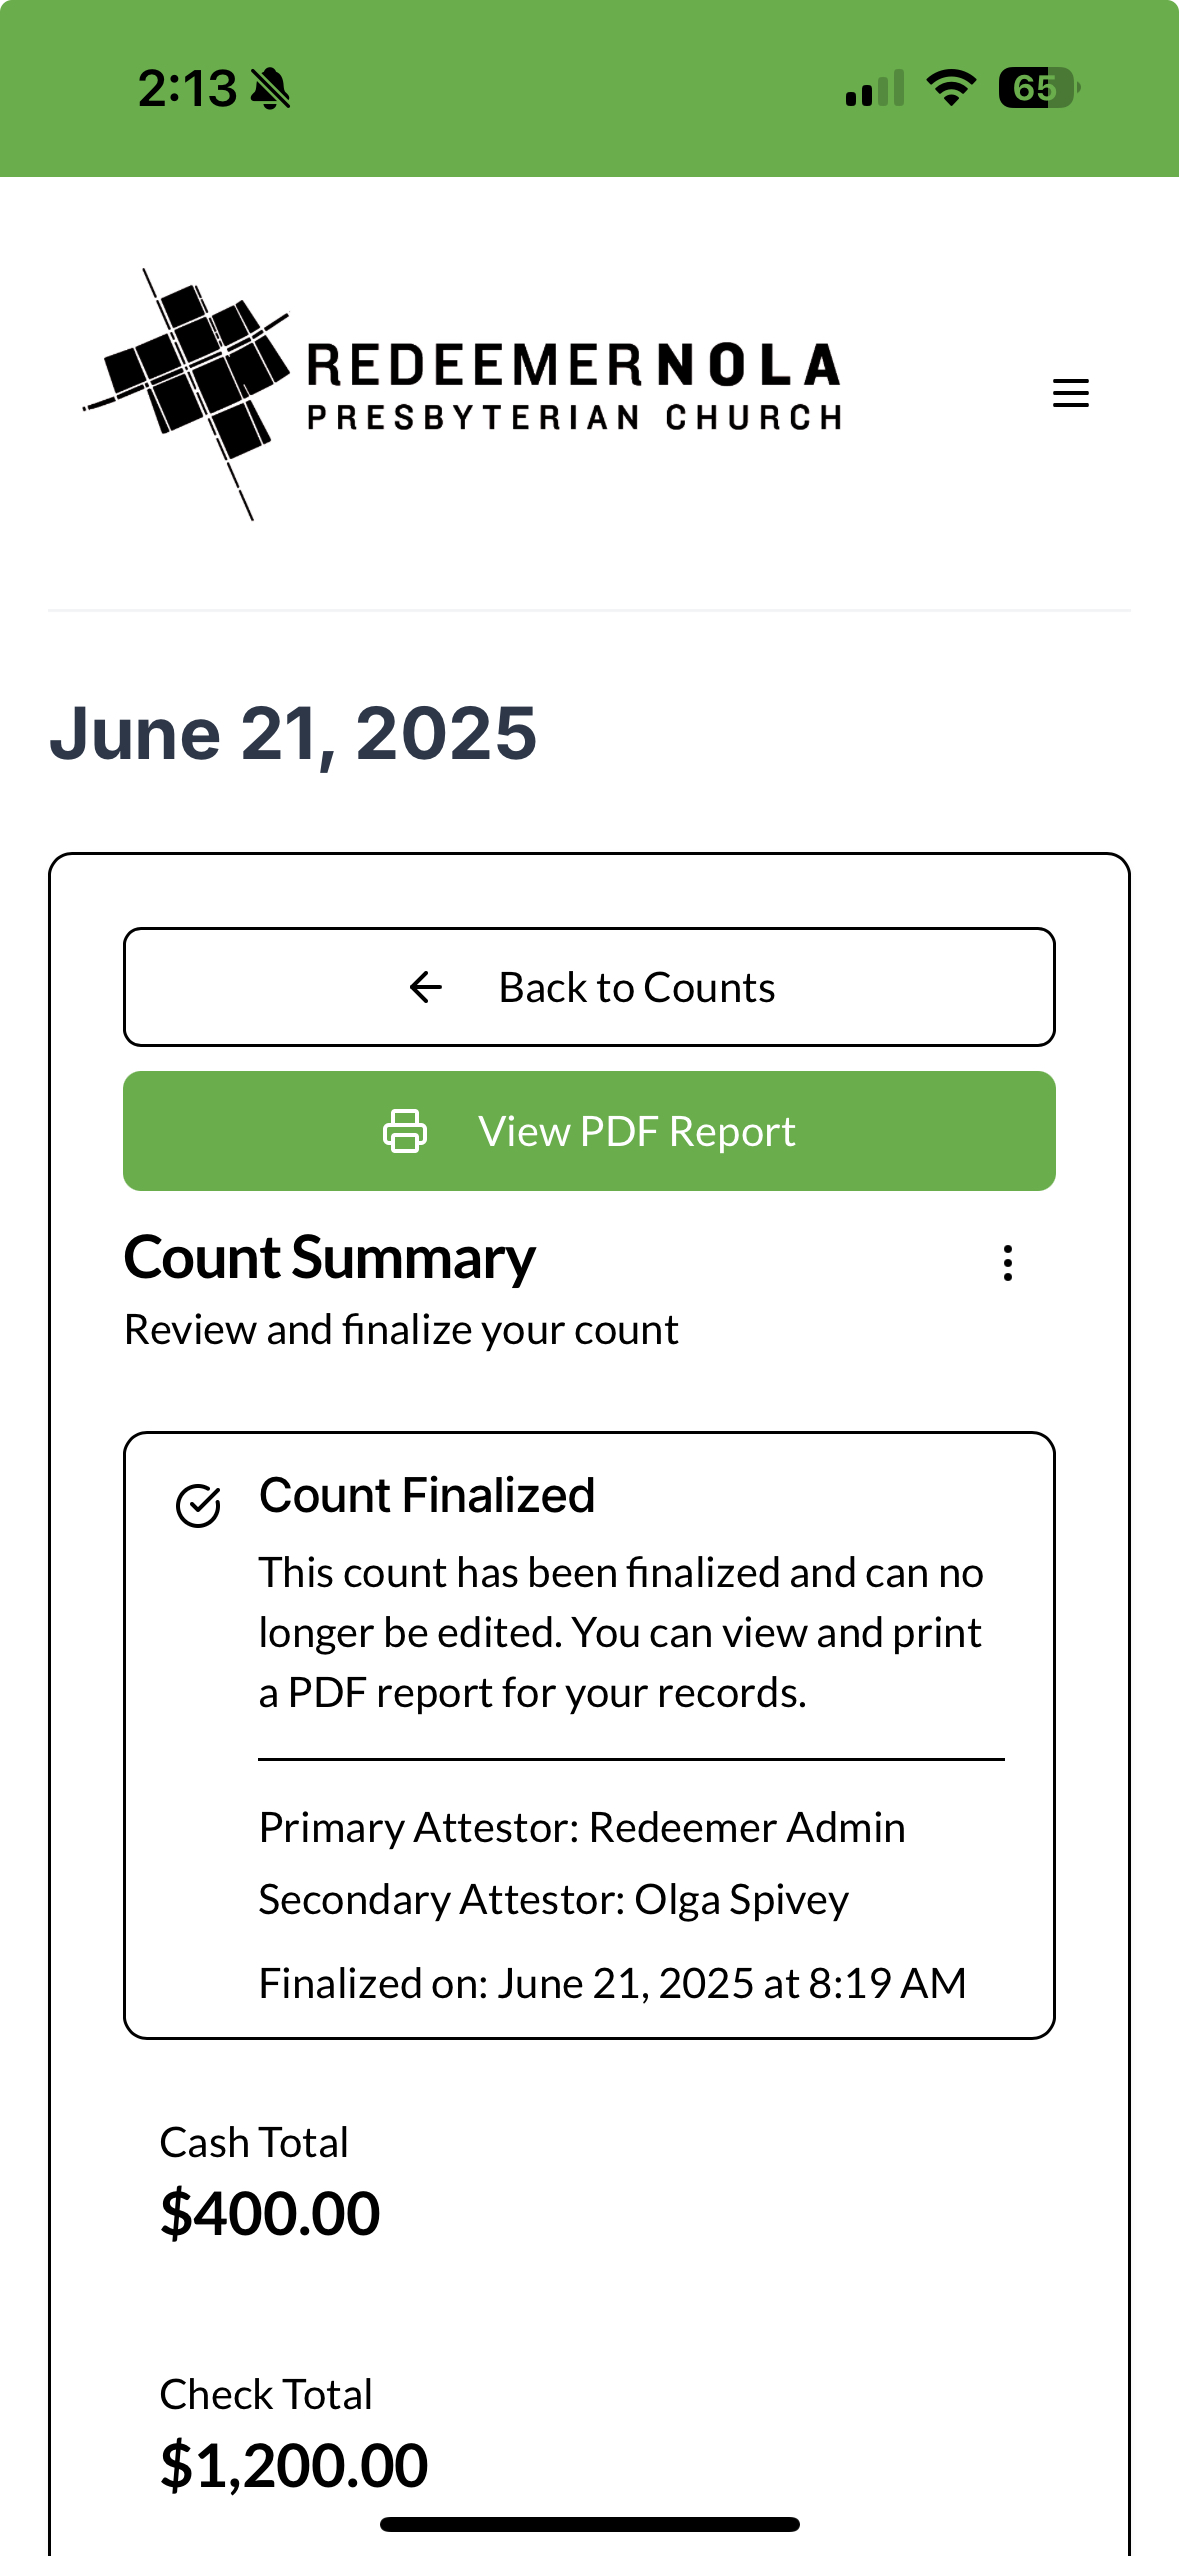 2:13
65
REDEEMERNOLA
PRESBYTERIAN CHURCH
June 21, 2025
Back to Counts
View PDF Report
Count Summary
Review and finalize your count
Count Finalized
This count has been finalized and can no
longer be edited. You can view and print
a PDF report for your records.
Primary Attestor: Redeemer Admin
Secondary Attestor: Olga Spivey
Finalized on: June 21, 2025 at 8:19 AM
Cash Total
$400.00
Check Total
$1,200.00